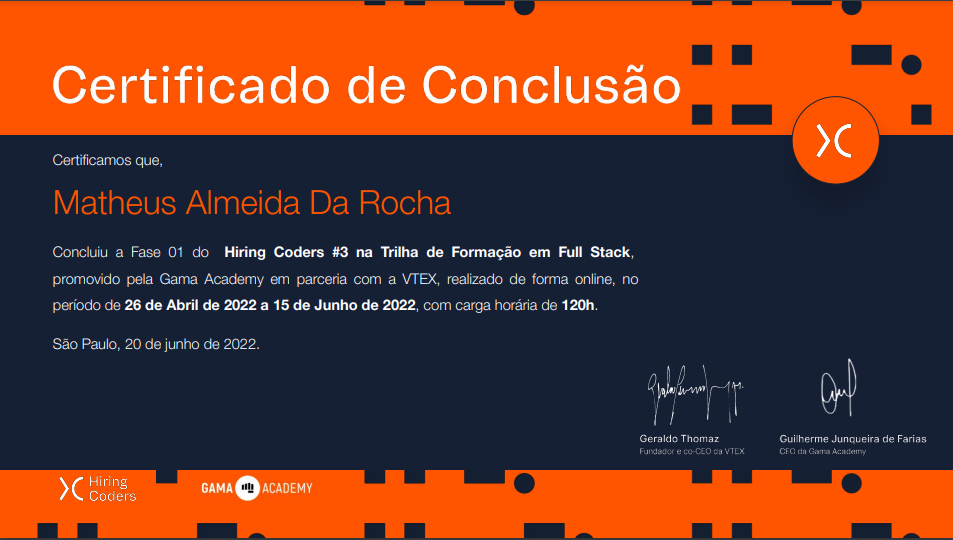 Certificado de Conclusão
Certificamos que,
Matheus Almeida Da Rocha
Concluiu a Fase 01 do Hiring Coders #3 na Trilha de Formação em Full Stack,
promovido pela Gama Academy em parceria com a VTEX, realizado de forma online, no
período de 26 de Abril de 2022 a 15 de Junho de 2022, com carga horária de 120h.
São Paulo, 20 de junho de 2022.
Geraldo Thomaz
Fundador e co-CEO da VTEX
Guilherme Junqueira de Farias
CEO da Gama Academy
Hiring
Coders
GAMA ACADEMY